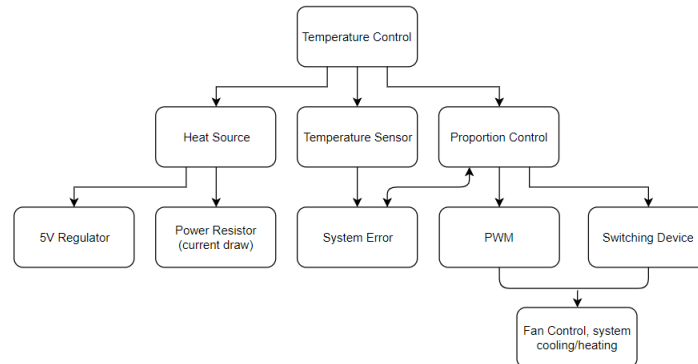 Temperature Control
Heat Source
Temperature Sensor
Proportion Control
5V Regulator
Power Resistor
(current draw)
System Error
PWM
Switching Device
Fan Control, system
cooling/heating